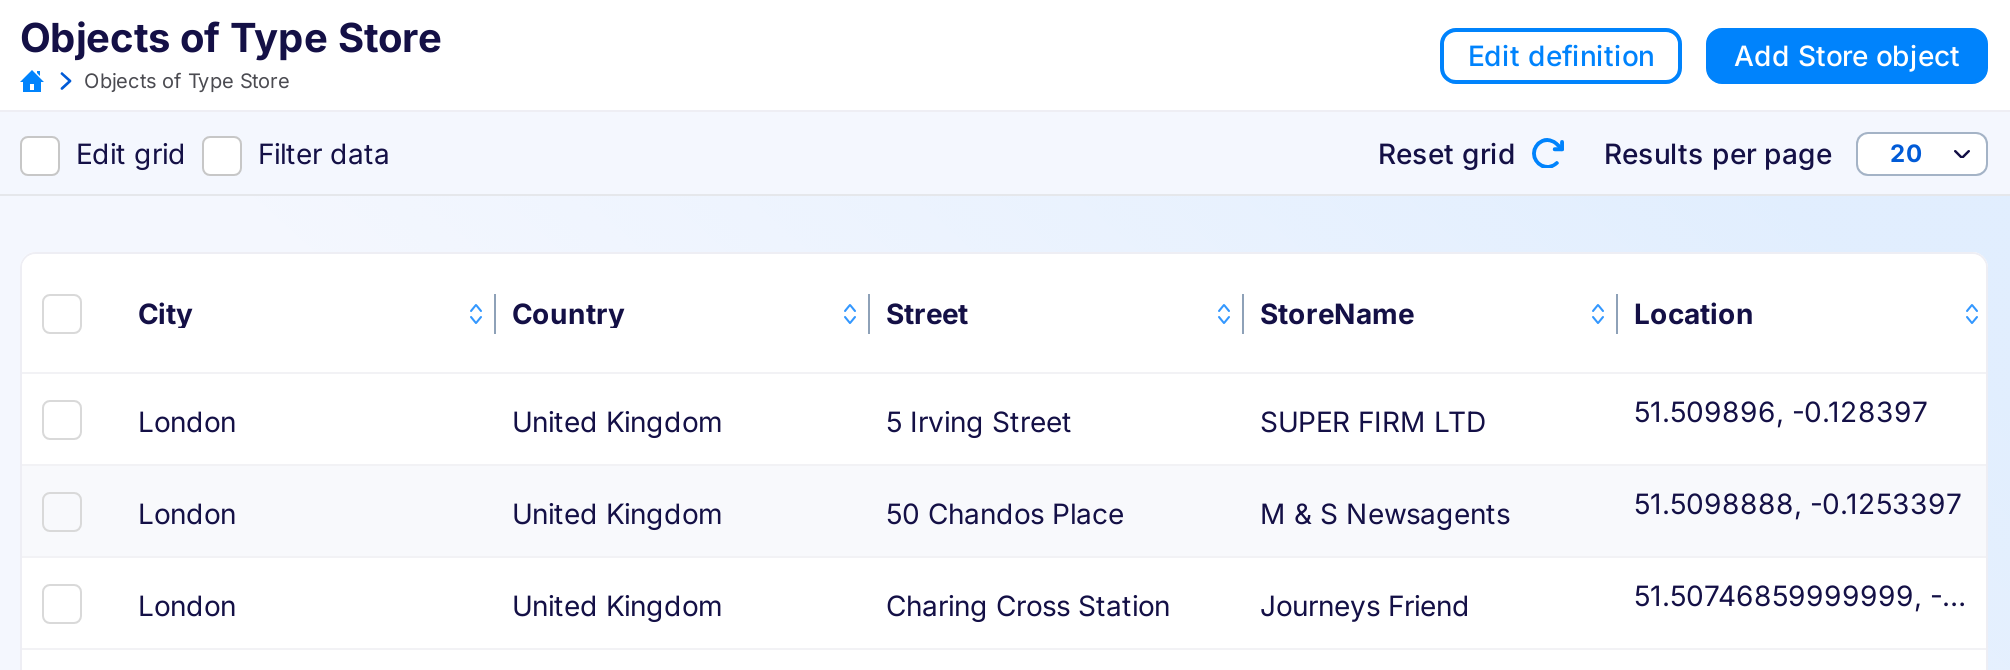 Objects of Type Store
Objects of Type Store
Edit definition
Add Store object
Edit grid
Filter data
Reset grid
Results per page
20
City Country Street StoreName Location
London United Kingdom 5 Irving Street SUPER FIRM LTD 51.509896, -0.128397
London United Kingdom 50 Chandos Place M & S Newsagents 51.5098888, -0.1253397
London United Kingdom Charing Cross Station Journeys Friend 51.50746859999999, -...